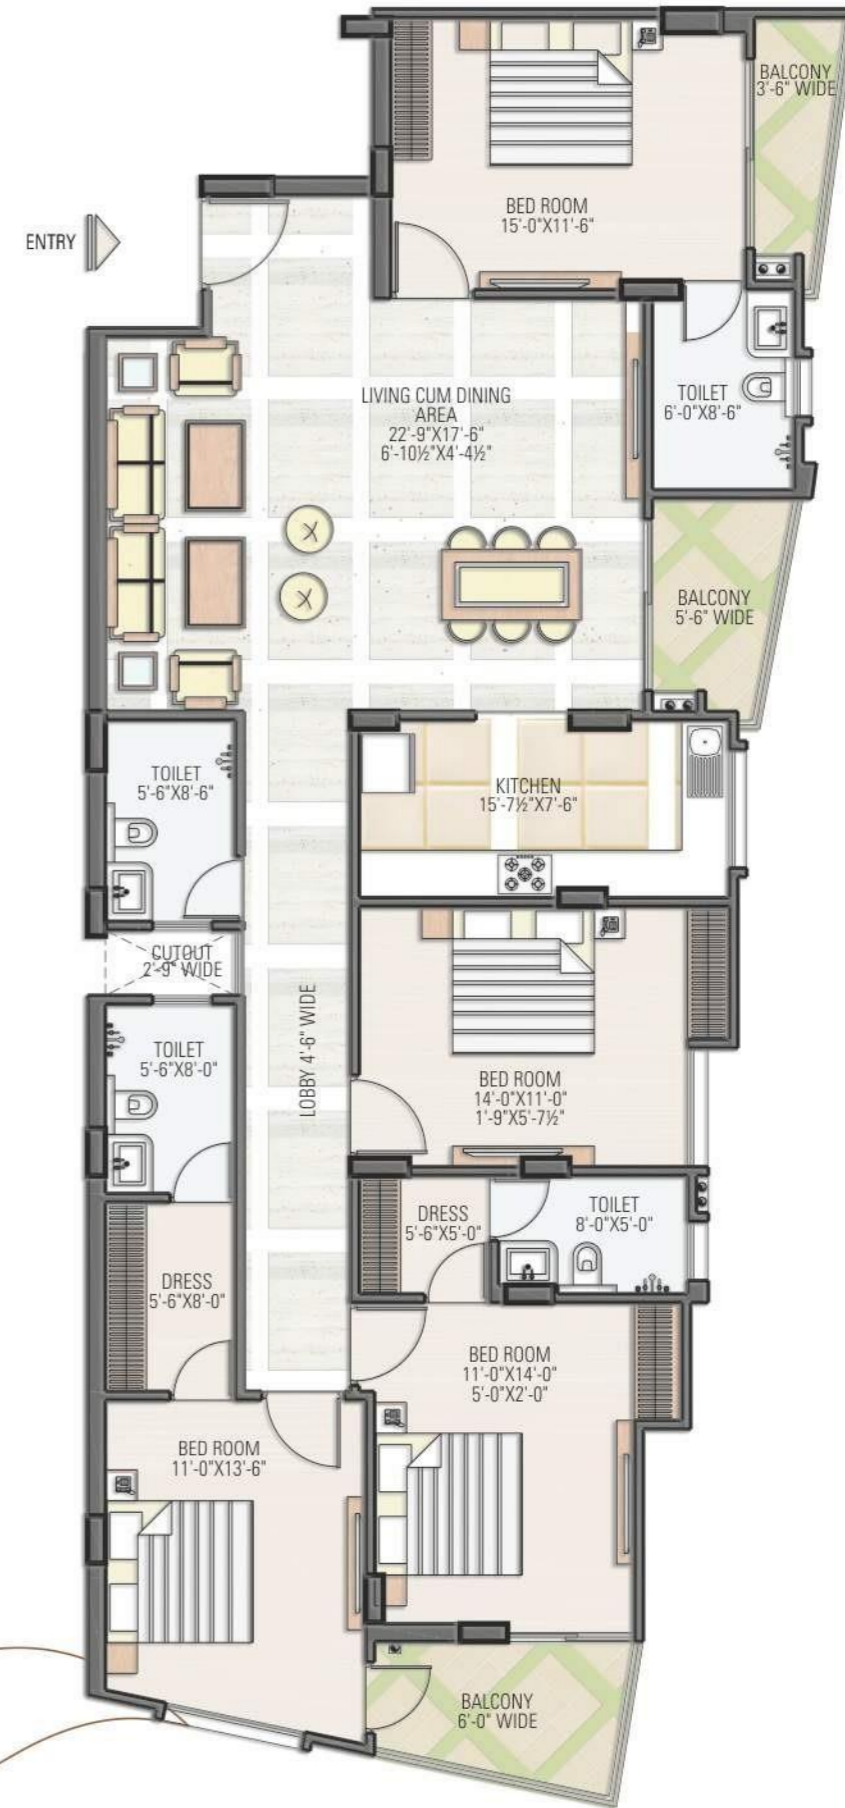 BALCONY
3'-6" WIDE
BED ROOM
15'-0"X11'-6"
ENTRY
LIVING CUM DINING
AREA
22'-9"X17'-6"
6'-10½"X4'-4½"
TOILET
6'-0"X8'-6"
BALCONY
5'-6" WIDE
TOILET
5'-6"X8'-6"
KITCHEN
15'-7½"X7'-6"
CUTOUT
2'-9" WIDE
LOBBY 4'-6" WIDE
TOILET
5'-6"X8'-0"
BED ROOM
14'-0"X11'-0"
1'-9"X5'-7½"
DRESS
5'-6"X5'-0"
TOILET
8'-0"X5'-0"
DRESS
5'-6"X8'-0"
BED ROOM
11'-0"X14'-0"
5'-0"X2'-0"
BED ROOM
11'-0"X13'-6"
BALCONY
6'-0" WIDE